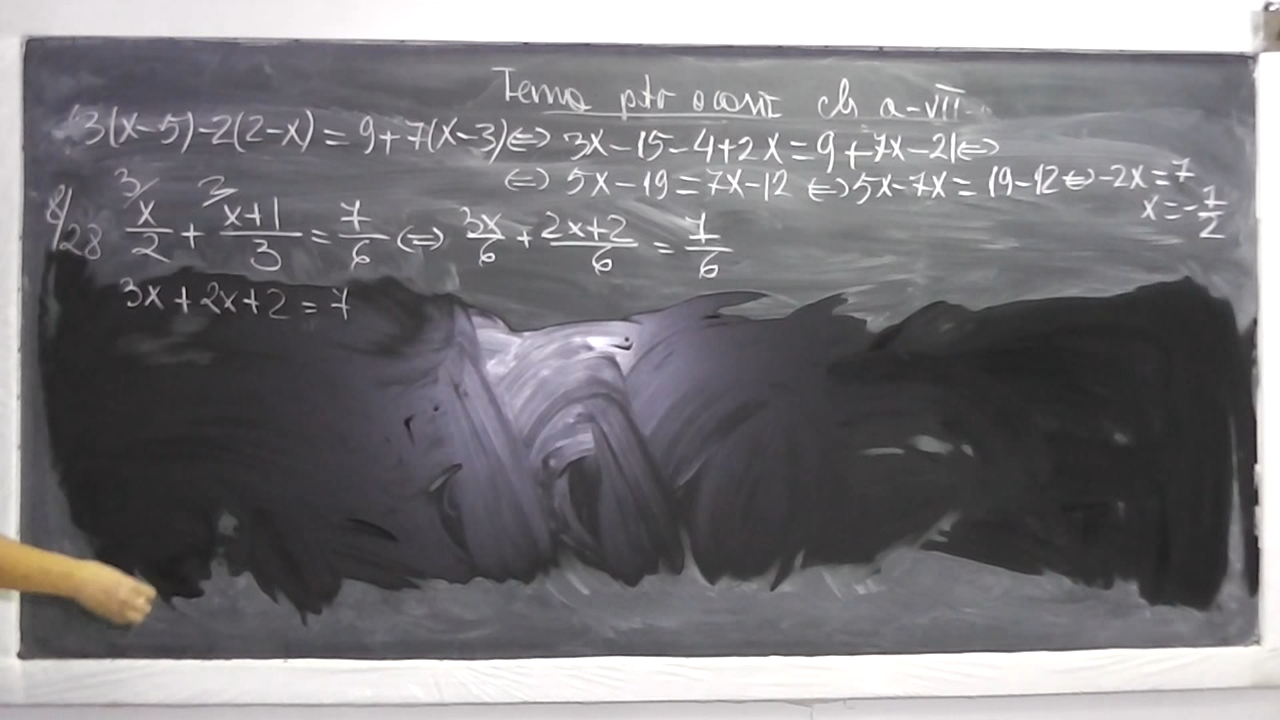 Tema ptr acasă cls a-VII-
3(x-5)-2(2-x)=9+7(x-3)⇔ 3x-15-4+2x=9+7x-21⇔
⇔ 5x-19=7x-12 ⇔5x-7x=19-12⇔-2x=7
x=-7/2
8/28 3/ x/2 + 2/ x+1/3 = 7/6 ⇔ 3x/6 + 2x+2/6 = 7/6
3x+2x+2=7